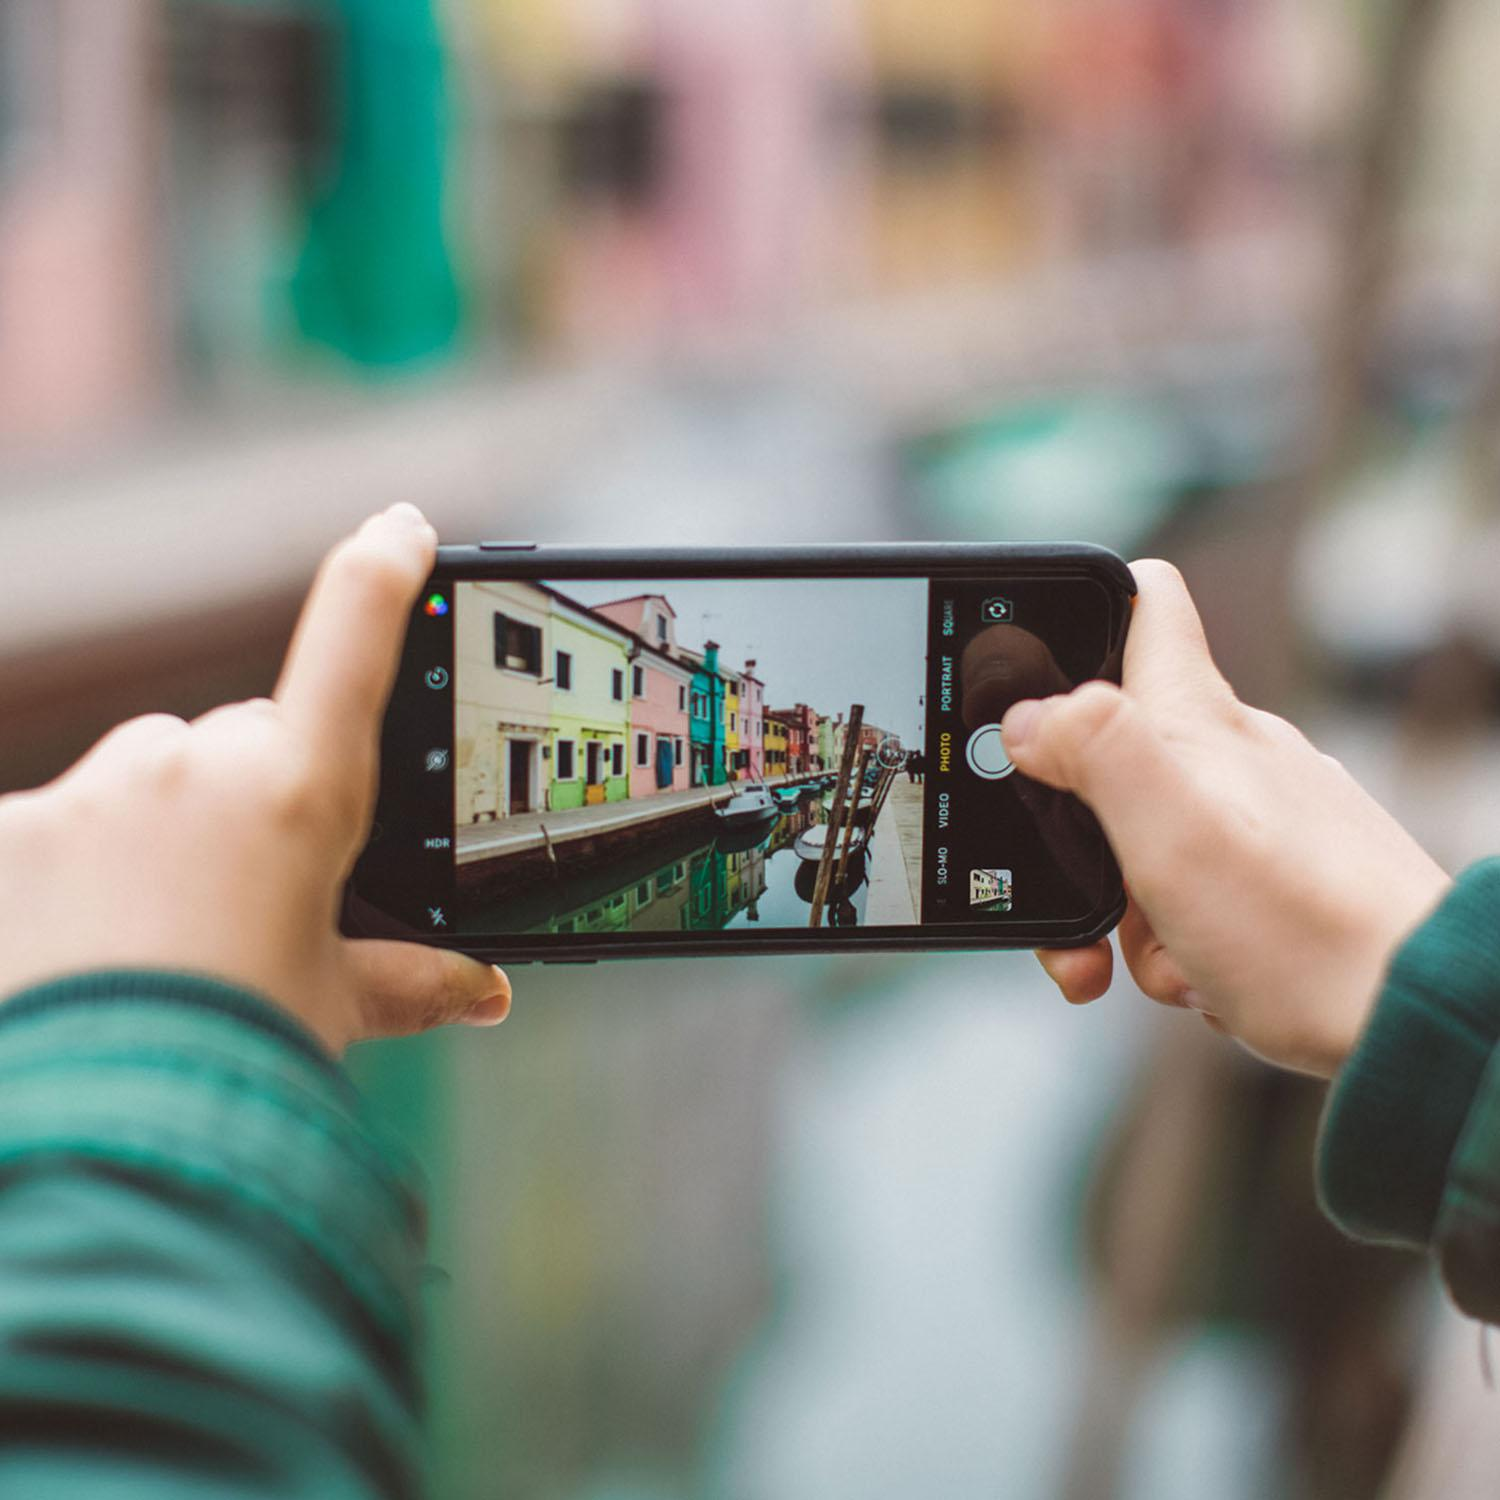 SQUARE
PORTRAIT
PHOTO
VIDEO
SLO-MO
HDR